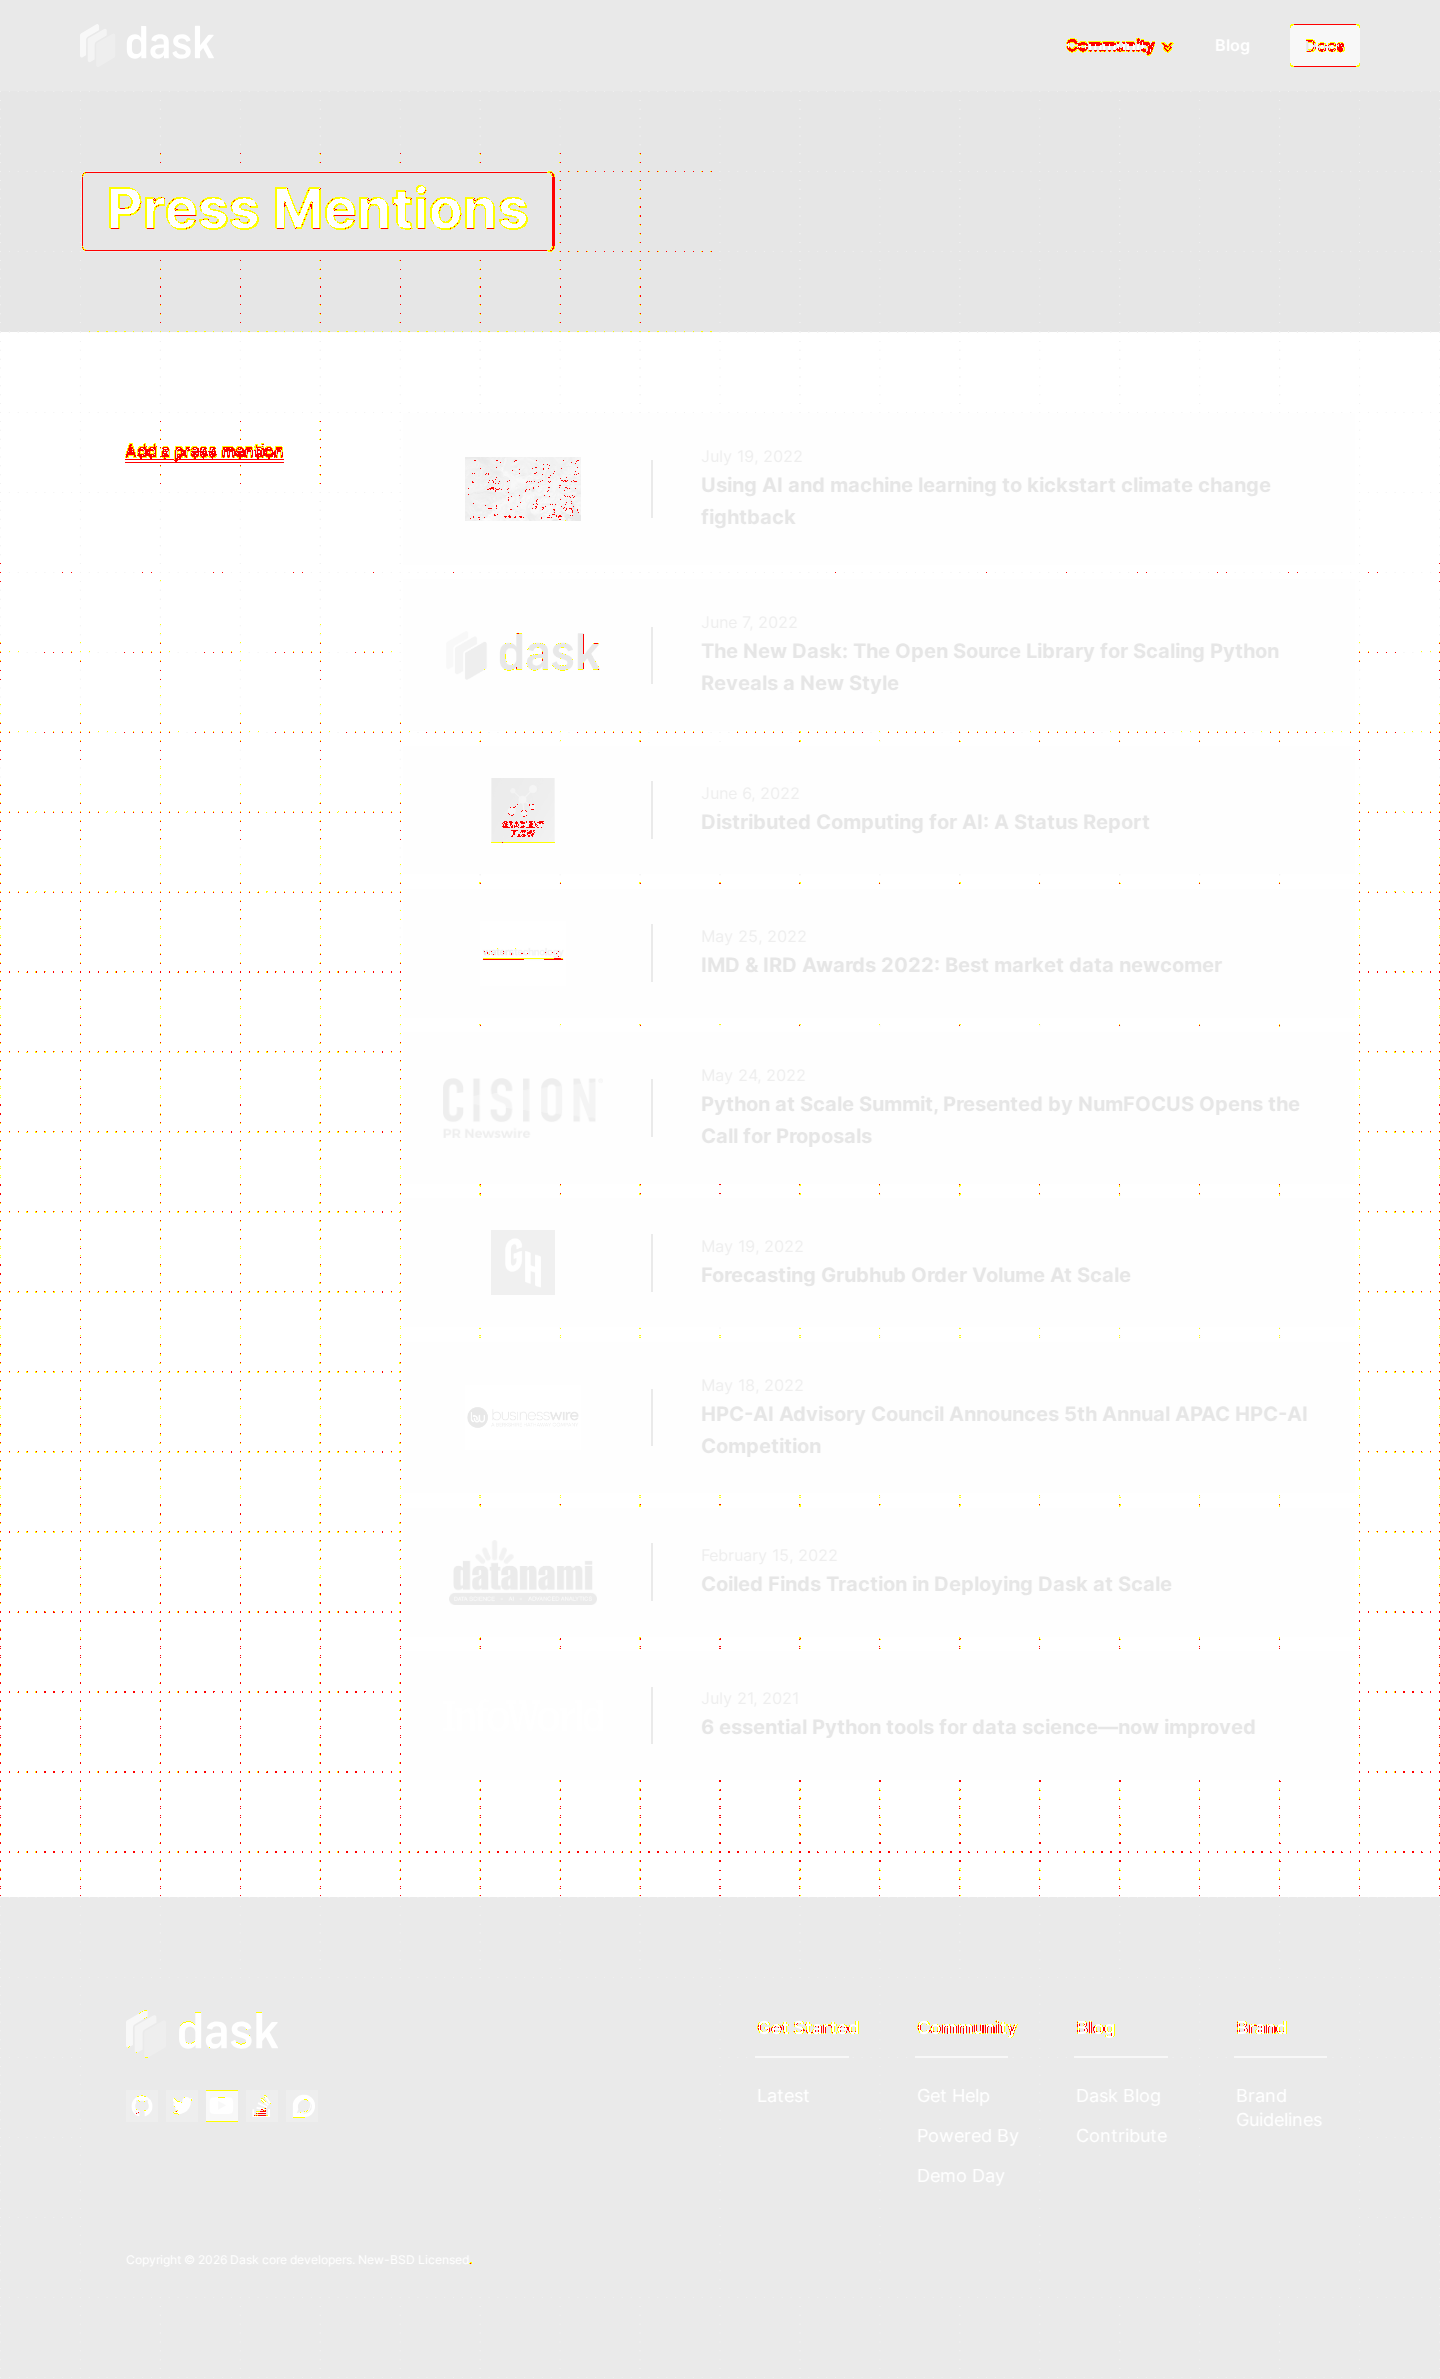 dask
Community
Blog
Docs
Press Mentions
Add a press mention
July 19, 2022
Using AI and machine learning to kickstart climate change
fightback
dask
June 7, 2022
The New Dask: The Open Source Library for Scaling Python
Reveals a New Style
June 6, 2022
Distributed Computing for AI: A Status Report
May 25, 2022
IMD & IRD Awards 2022: Best market data newcomer
CISION
PR Newswire
May 24, 2022
Python at Scale Summit, Presented by NumFOCUS Opens the
Call for Proposals
GH
May 19, 2022
Forecasting Grubhub Order Volume At Scale
businesswire
May 18, 2022
HPC-AI Advisory Council Announces 5th Annual APAC HPC-AI
Competition
datanami
February 15, 2022
Coiled Finds Traction in Deploying Dask at Scale
July 21, 2021
6 essential Python tools for data science—now improved
dask
Get Started
Community
Blog
Brand
Latest
Get Help
Dask Blog
Brand
Guidelines
Powered By
Contribute
Demo Day
Copyright © 2026 Dask core developers. New-BSD Licensed.